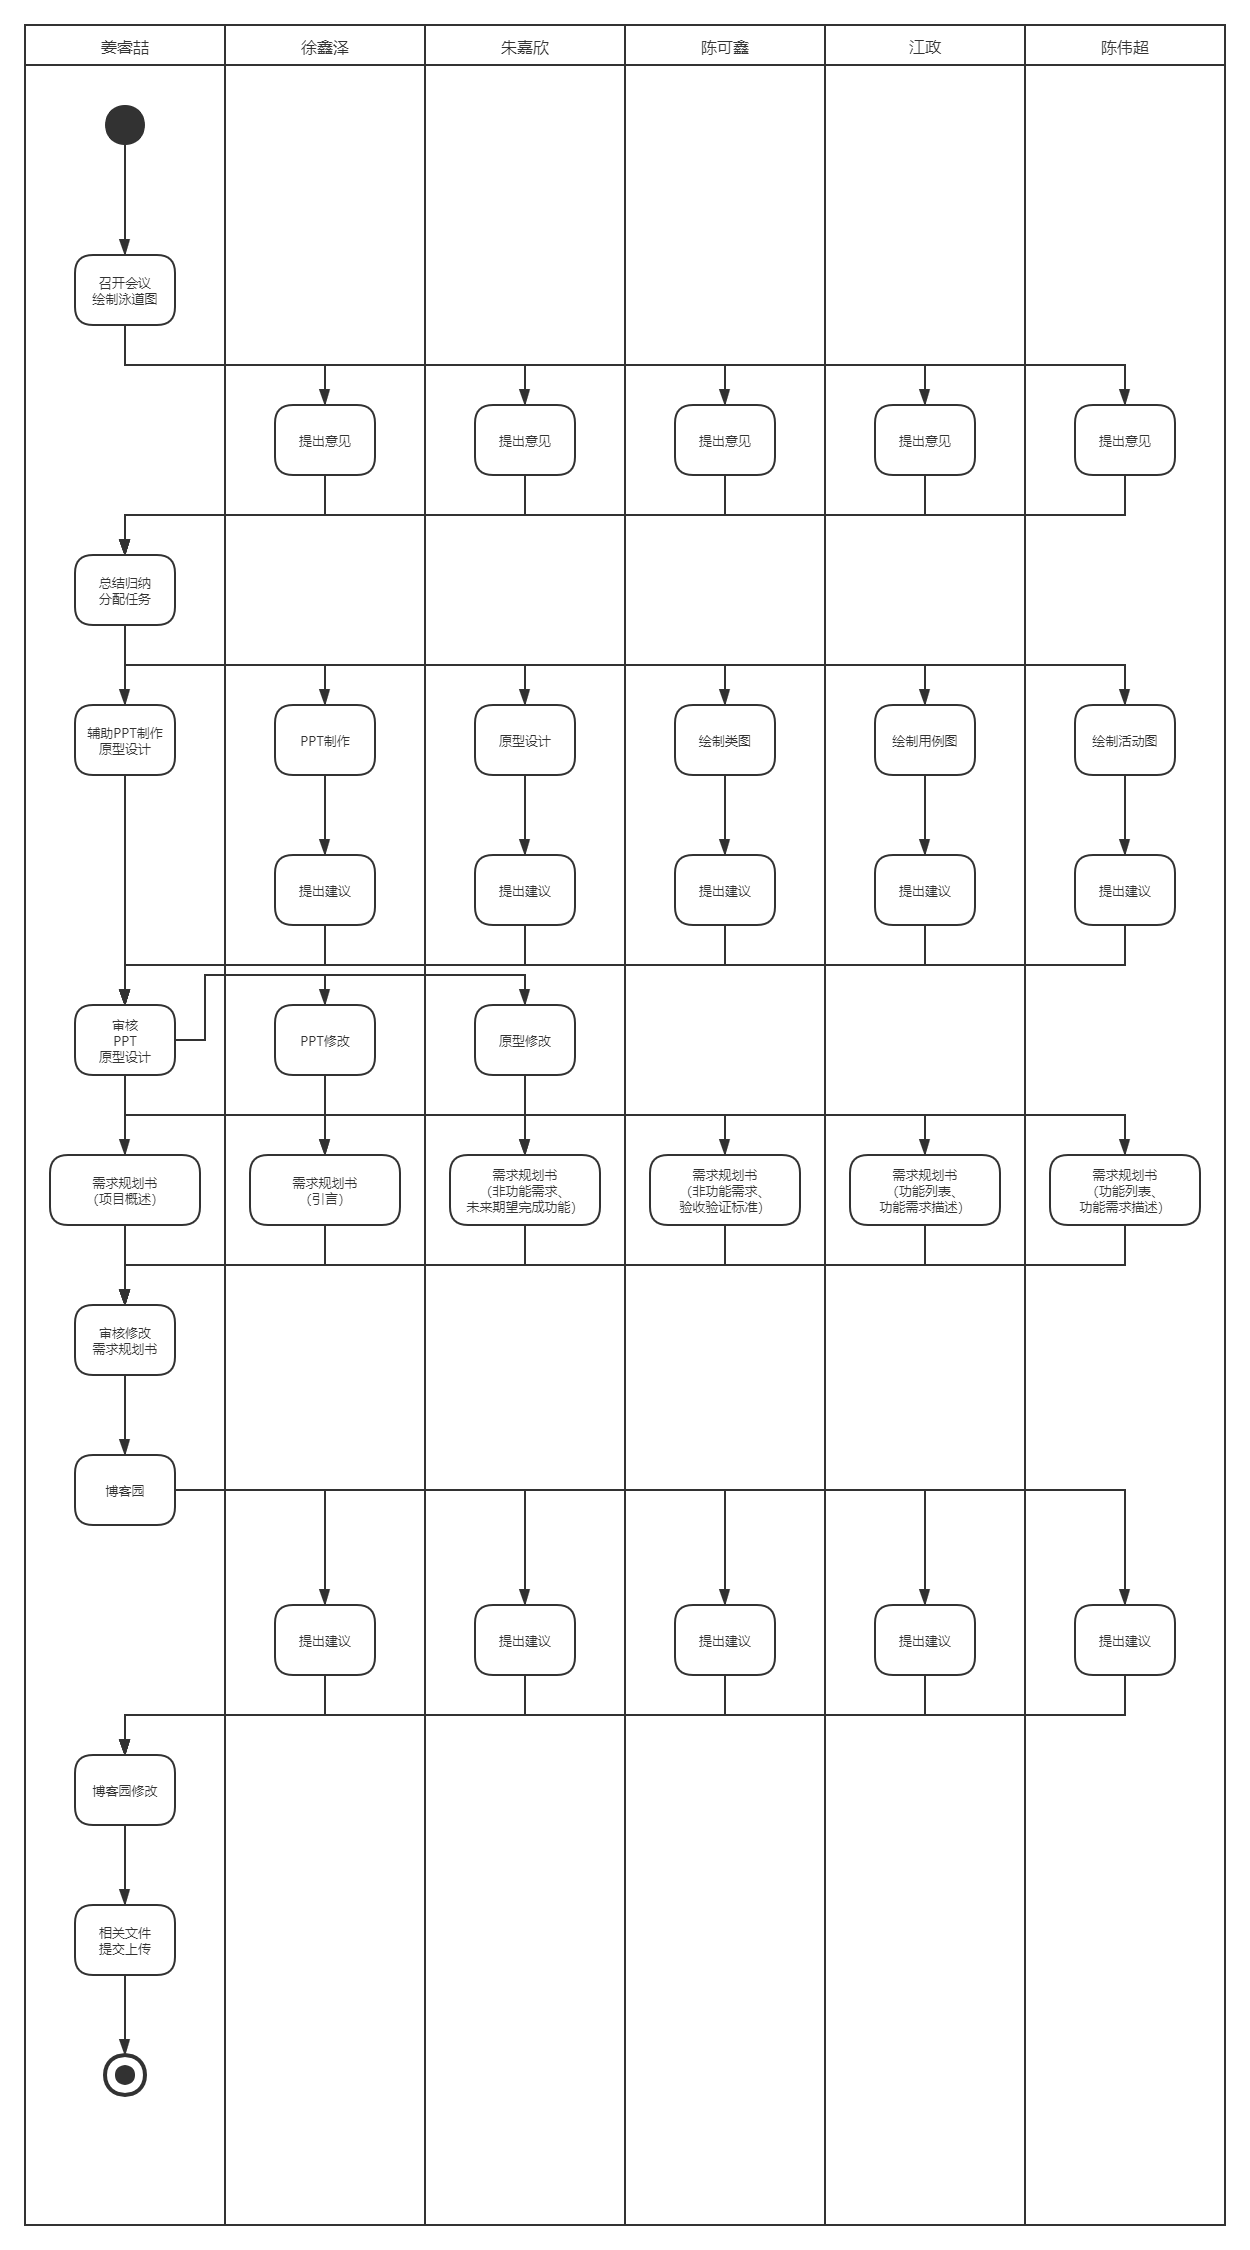 姜睿喆
徐鑫泽
朱嘉欣
陈可鑫
江政
陈伟超
召开会议
绘制泳道图
提出意见
提出意见
提出意见
提出意见
提出意见
总结归纳
分配任务
辅助PPT制作
原型设计
PPT制作
原型设计
绘制类图
绘制用例图
绘制活动图
提出建议
提出建议
提出建议
提出建议
提出建议
审核
PPT
原型设计
PPT修改
原型修改
需求规划书
（项目概述）
需求规划书
（引言）
需求规划书
（非功能需求、
未来期望完成功能）
需求规划书
（非功能需求、
验收验证标准）
需求规划书
（功能列表、
功能需求描述）
需求规划书
（功能列表、
功能需求描述）
审核修改
需求规划书
博客园
提出建议
提出建议
提出建议
提出建议
提出建议
博客园修改
相关文件
提交上传